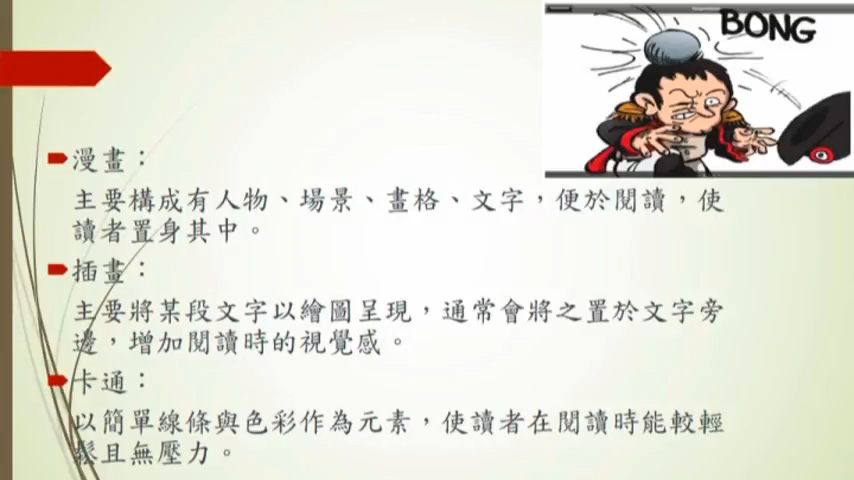 BONG
漫畫：
主要構成有人物、場景、畫格、文字，便於閱讀，使
讀者置身其中。
插畫：
主要將某段文字以繪圖呈現，通常會將之置於文字旁
邊，增加閱讀時的視覺感。
卡通：
以簡單線條與色彩作為元素，使讀者在閱讀時能較輕
鬆且無壓力。